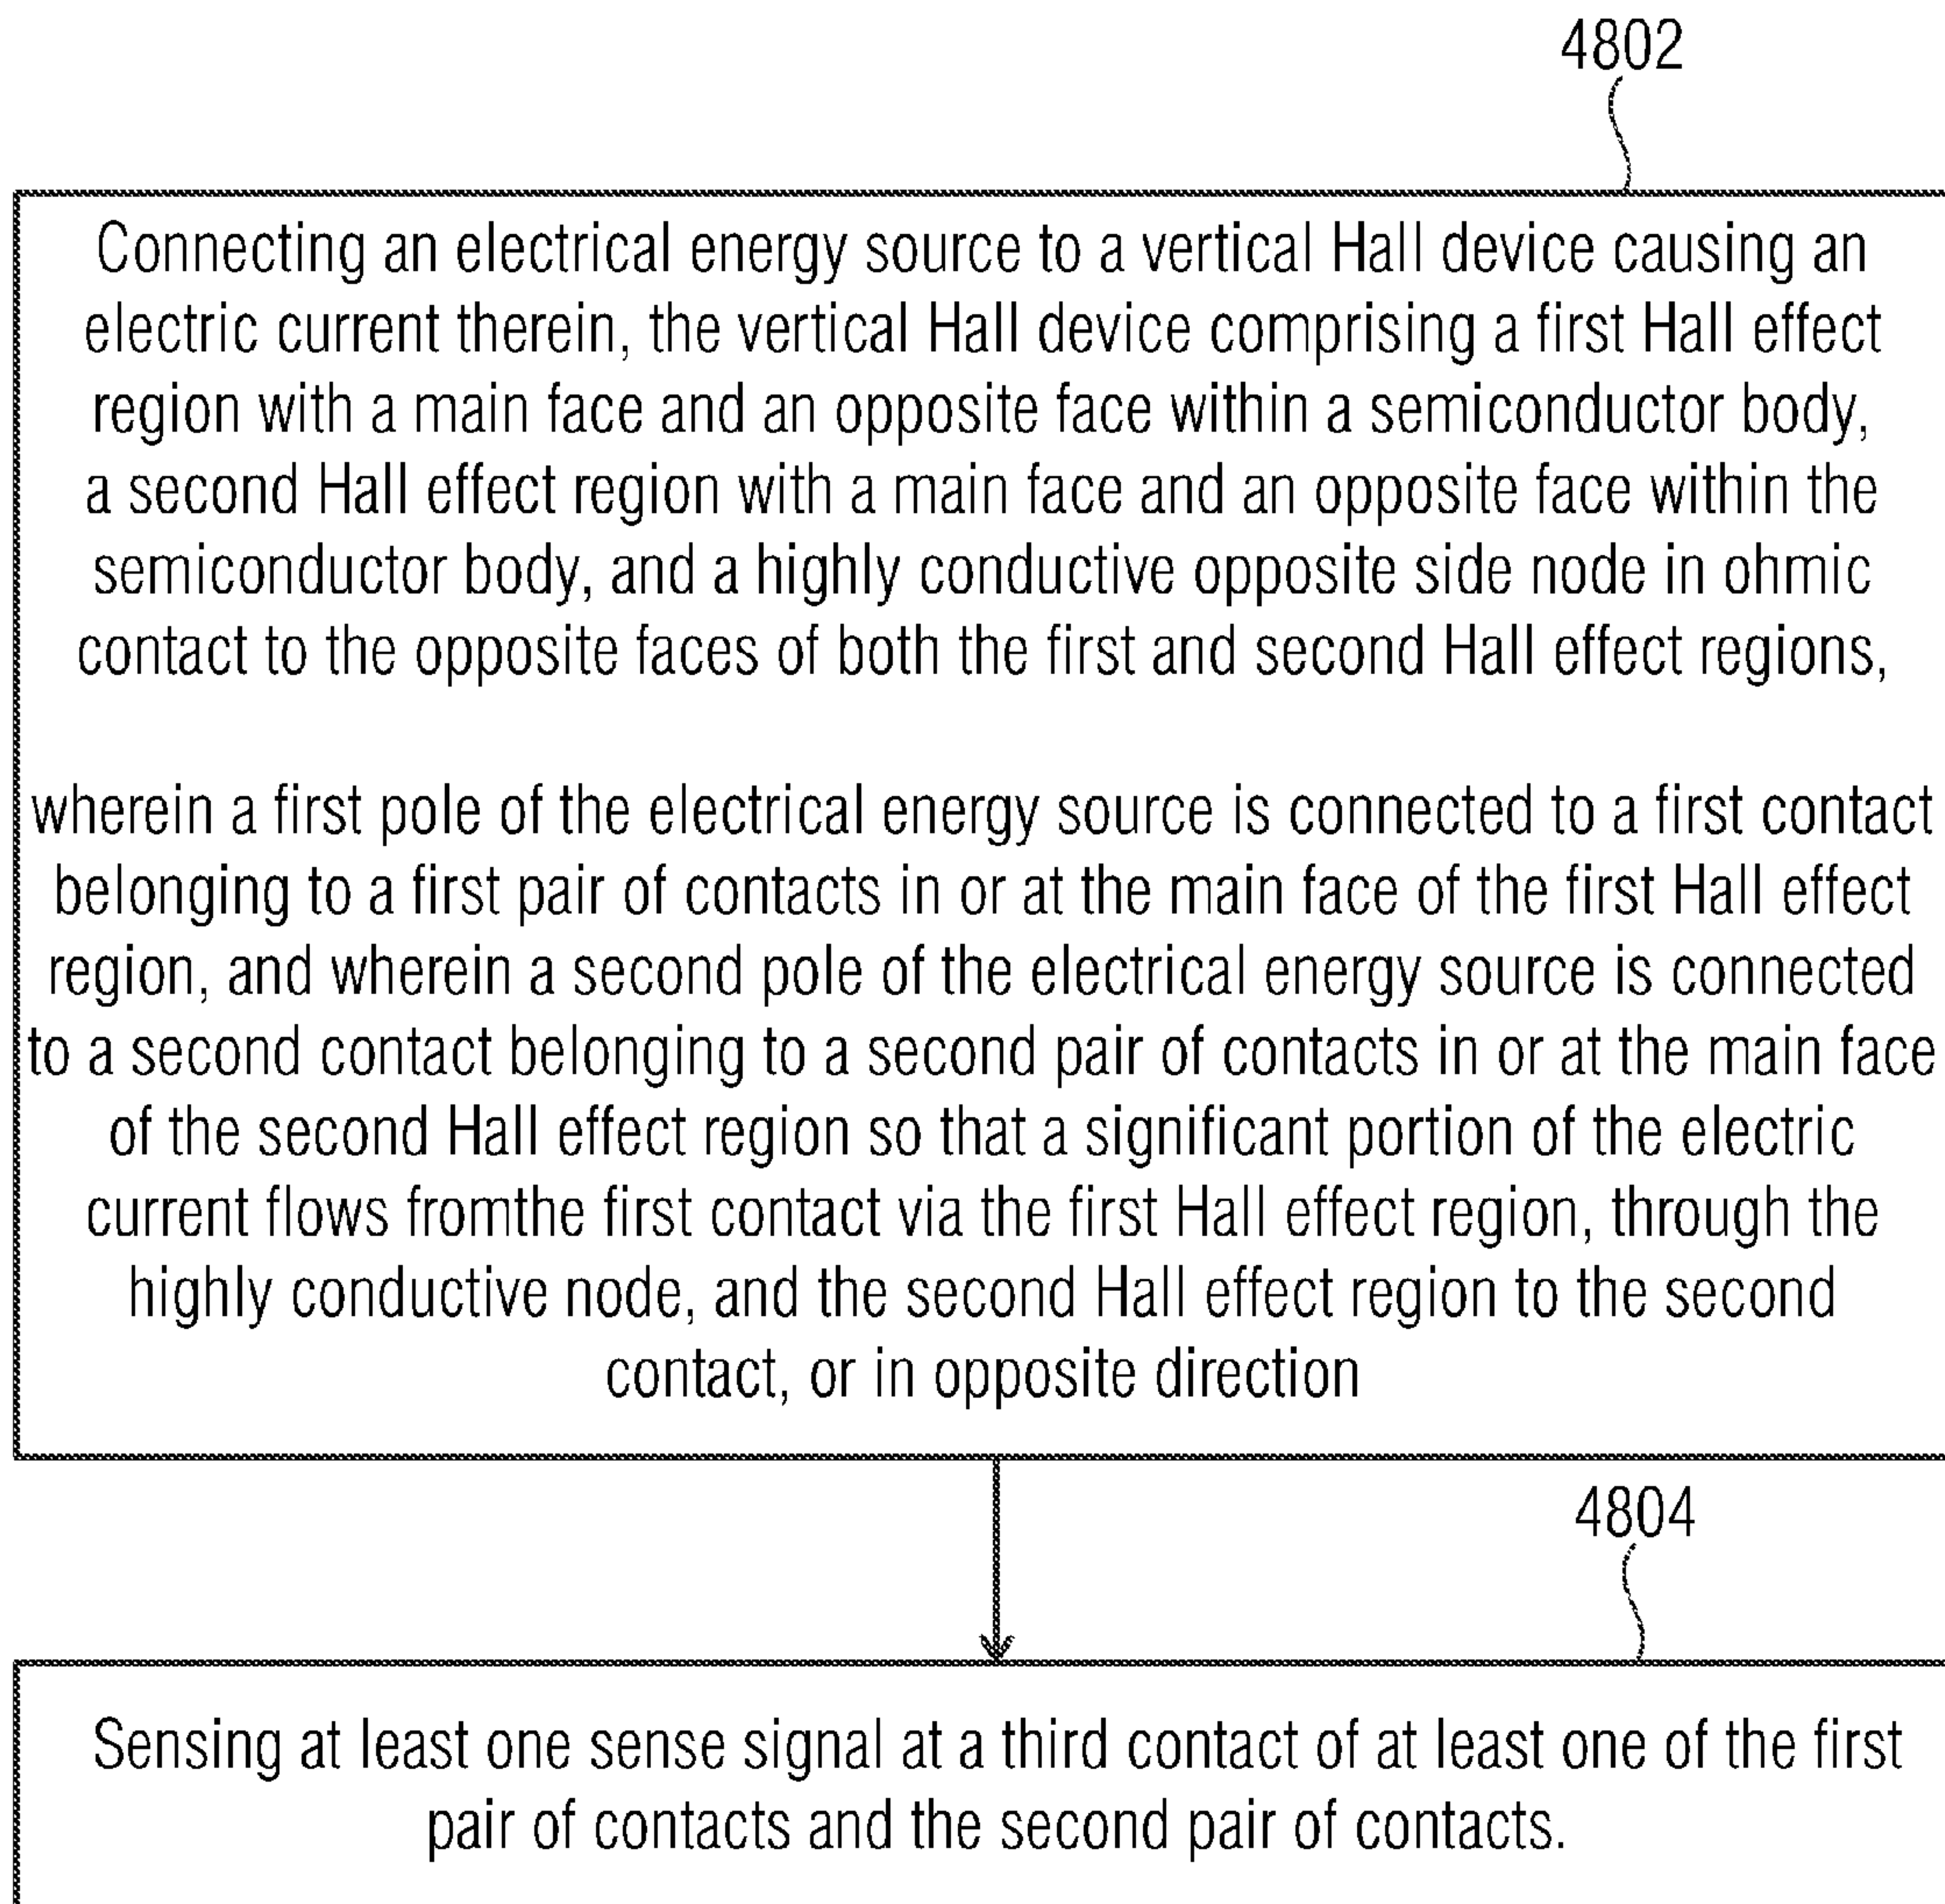 4802
Connecting an electrical energy source to a vertical Hall device causing an
electric current therein, the vertical Hall device comprising a first Hall effect
region with a main face and an opposite face within a semiconductor body,
a second Hall effect region with a main face and an opposite face within the
semiconductor body, and a highly conductive opposite side node in ohmic
contact to the opposite faces of both the first and second Hall effect regions,
wherein a first pole of the electrical energy source is connected to a first contact
belonging to a first pair of contacts in or at the main face of the first Hall effect
region, and wherein a second pole of the electrical energy source is connected
to a second contact belonging to a second pair of contacts in or at the main face
of the second Hall effect region so that a significant portion of the electric
current flows fromthe first contact via the first Hall effect region, through the
highly conductive node, and the second Hall effect region to the second
contact, or in opposite direction
4804
Sensing at least one sense signal at a third contact of at least one of the first
pair of contacts and the second pair of contacts.